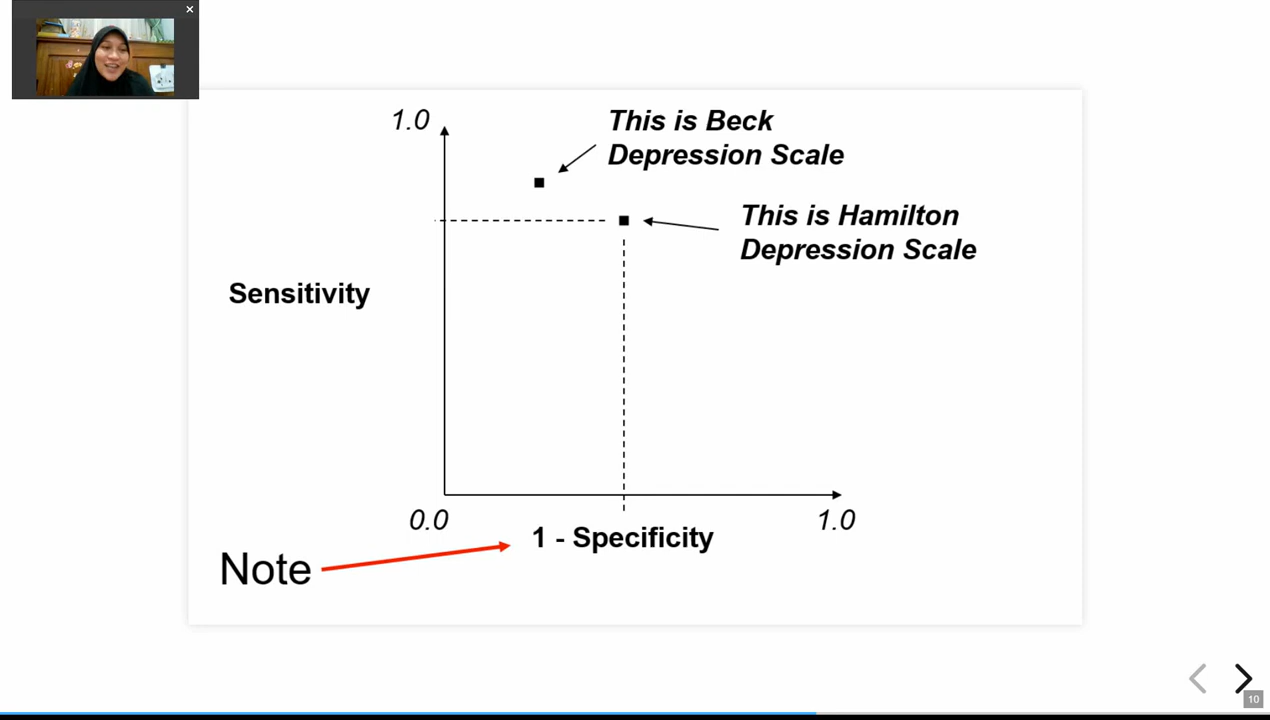 1.0
This is Beck
Depression Scale
This is Hamilton
Depression Scale
Sensitivity
0.0
1.0
1 - Specificity
Note
10